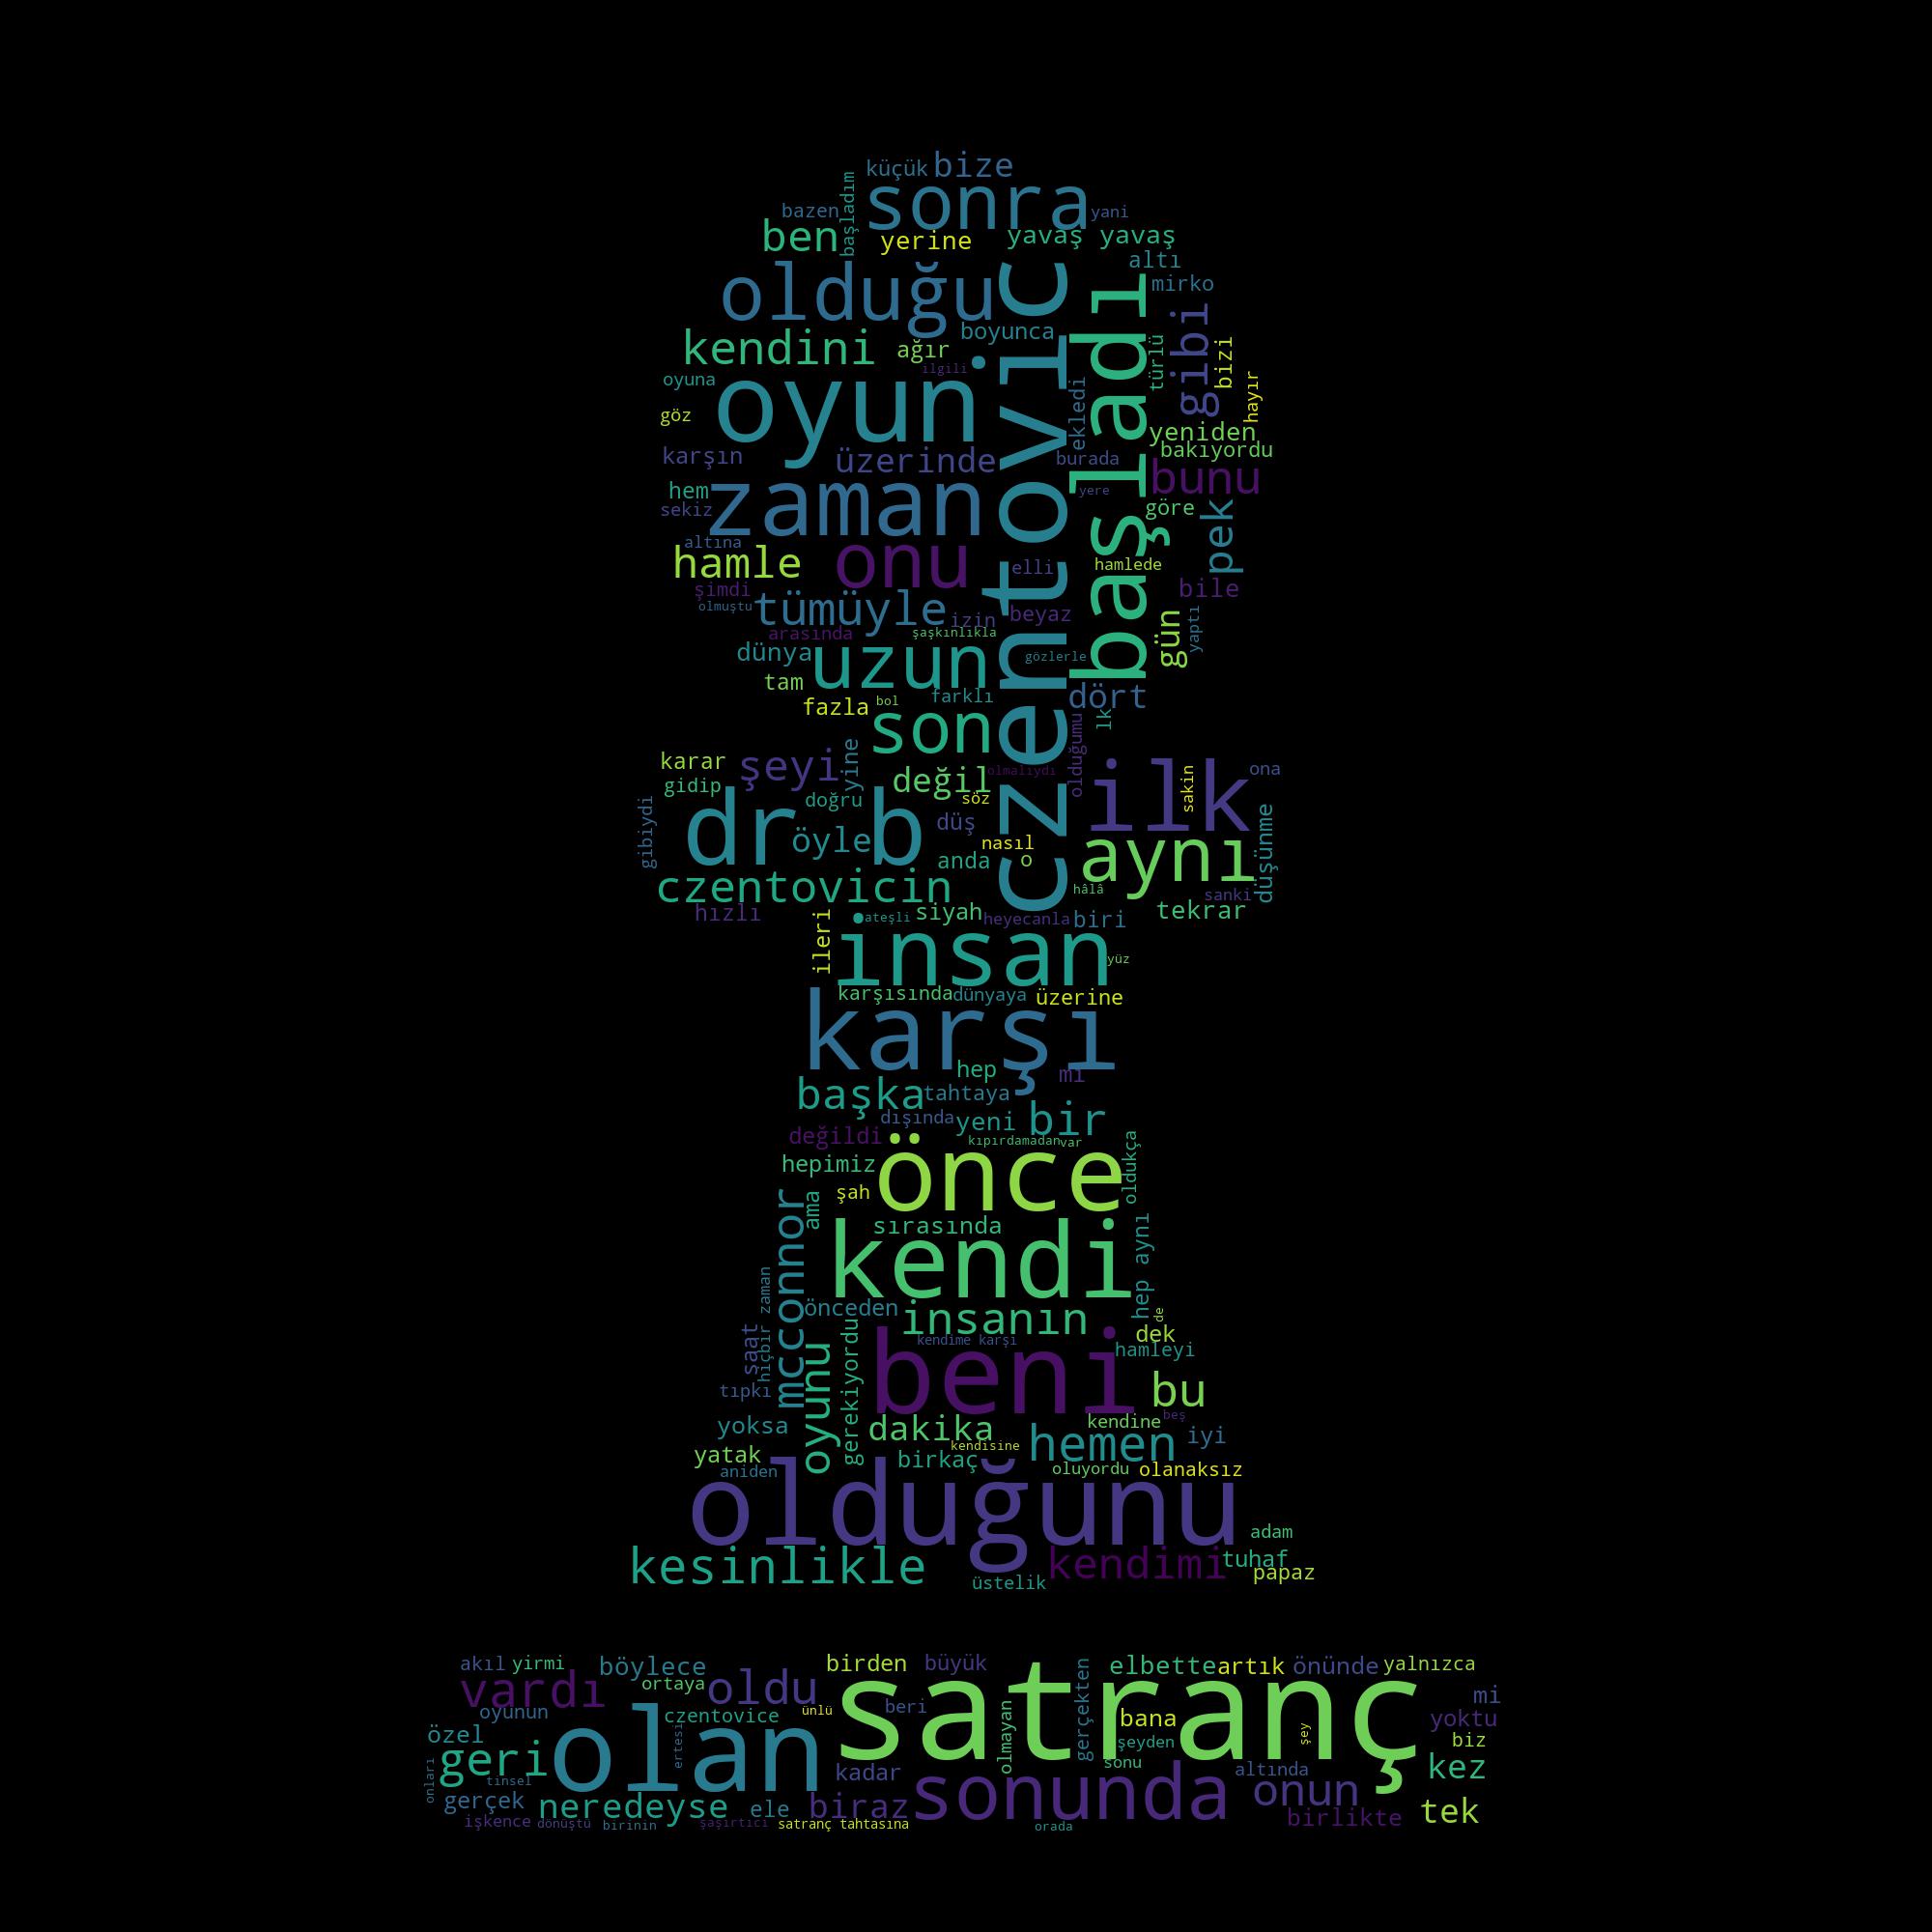 küçük bize
bazen başladım sonra yani
ben yerine yavaş yavaş
olduğu czentovic başladı altı
mirko
kendini ağır boyunca gibi
ilgili türlü bizi
oyuna oyun ekledi hayır
göz yeniden
karşın üzerinde burada bakıyordu
hem zaman yere bunu
sekiz göre pek
altına onu hamlede
hamle elli
şimdi bile
olmuştu tümüyle izin beyaz gün yaptı
arasında şaşkınlıkla
dünya uzun gözlerle
tam farklı dört
fazla bol lk
son olduğumu
karar şeyi yine değil olmalıydı ilk ona
gidip doğru söz sakin
gibiydi dr b düş
öyle nasıl aynı düşünme
anda o
czentovicin hâlâ sanki
hızlı ateşli siyah heyecanla biri tekrar
ileri insan yüz
karşısında dünyaya üzerine
karşı
hep mi
başka tahtaya
dışında yeni bir
değildi kıpırdamadan var
hepimiz önce oldukça
şah
mcconnor ama sırasında
kendi hep aynı
hiçbir zaman önceden insanın de
saat kendime karşı dek
gerekiyordu hamleyi
tıpkı oyunu beni bu
yoksa dakika kendine beş
kendisine hemen iyi
yatak birkaç
aniden oluyordu olanaksız
olduğunu adam
kesinlikle kendimi tuhaf
papaz
üstelik
akıl yirmi böylece birden büyük elbette artık önünde yalnızca
vardı ortaya oldu gerçekten mi
oyunun czentovice ünlü beri satranç bana yoktu
özel ertesi olmayan şeyden şey biz
geri olan sonu
onları tinsel kadar altında kez
gerçek neredeyse ele biraz sonunda onun tek
birlikte
işkence dönüştü birinin şaşırtıcı satranç tahtasına orada